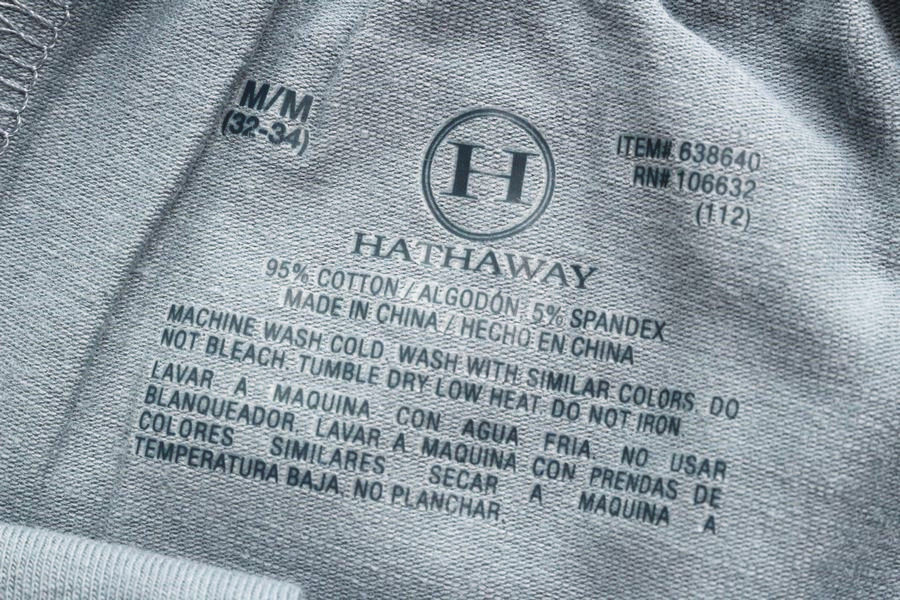 M/M
(32-34)
H
HATHAWAY
ITEM# 638640
RN# 106632
(112)
95% COTTON / ALGODÓN, 5% SPANDEX
MADE IN CHINA / HECHO EN CHINA
MACHINE WASH COLD. WASH WITH SIMILAR COLORS. DO
NOT BLEACH. TUMBLE DRY LOW HEAT. DO NOT IRON.
LAVAR A MAQUINA CON AGUA FRIA. NO USAR
BLANQUEADOR. LAVAR A MAQUINA CON PRENDAS DE
COLORES SIMILARES SECAR A MAQUINA A
TEMPERATURA BAJA. NO PLANCHAR.